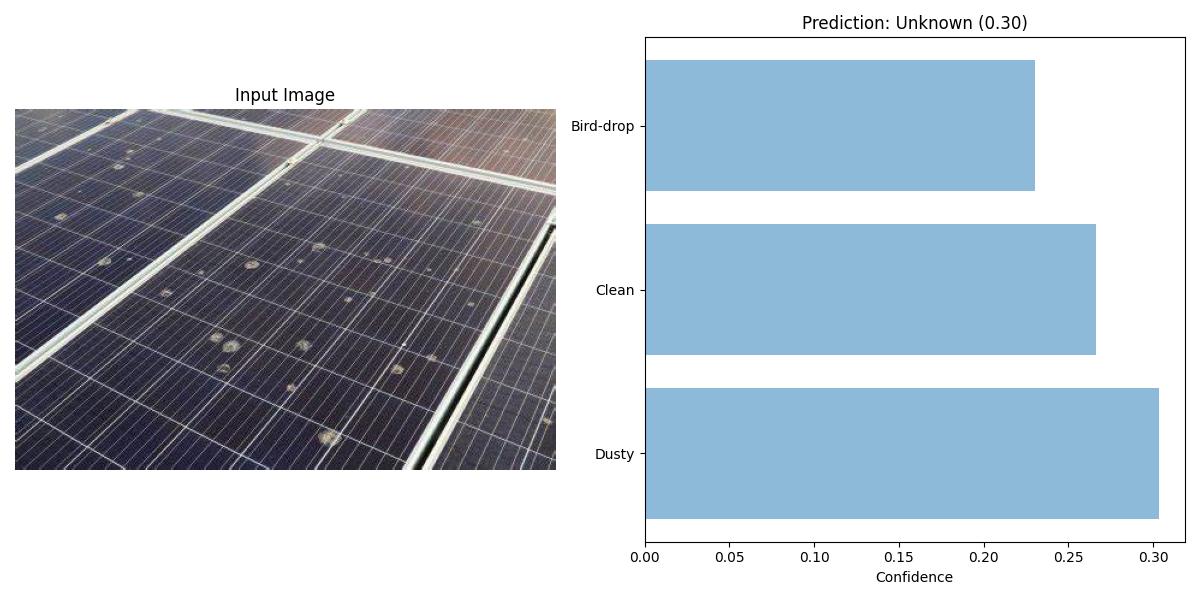 Input Image
Prediction: Unknown (0.30)
Bird-drop
Clean
Dusty
0.00 0.05 0.10 0.15 0.20 0.25 0.30
Confidence